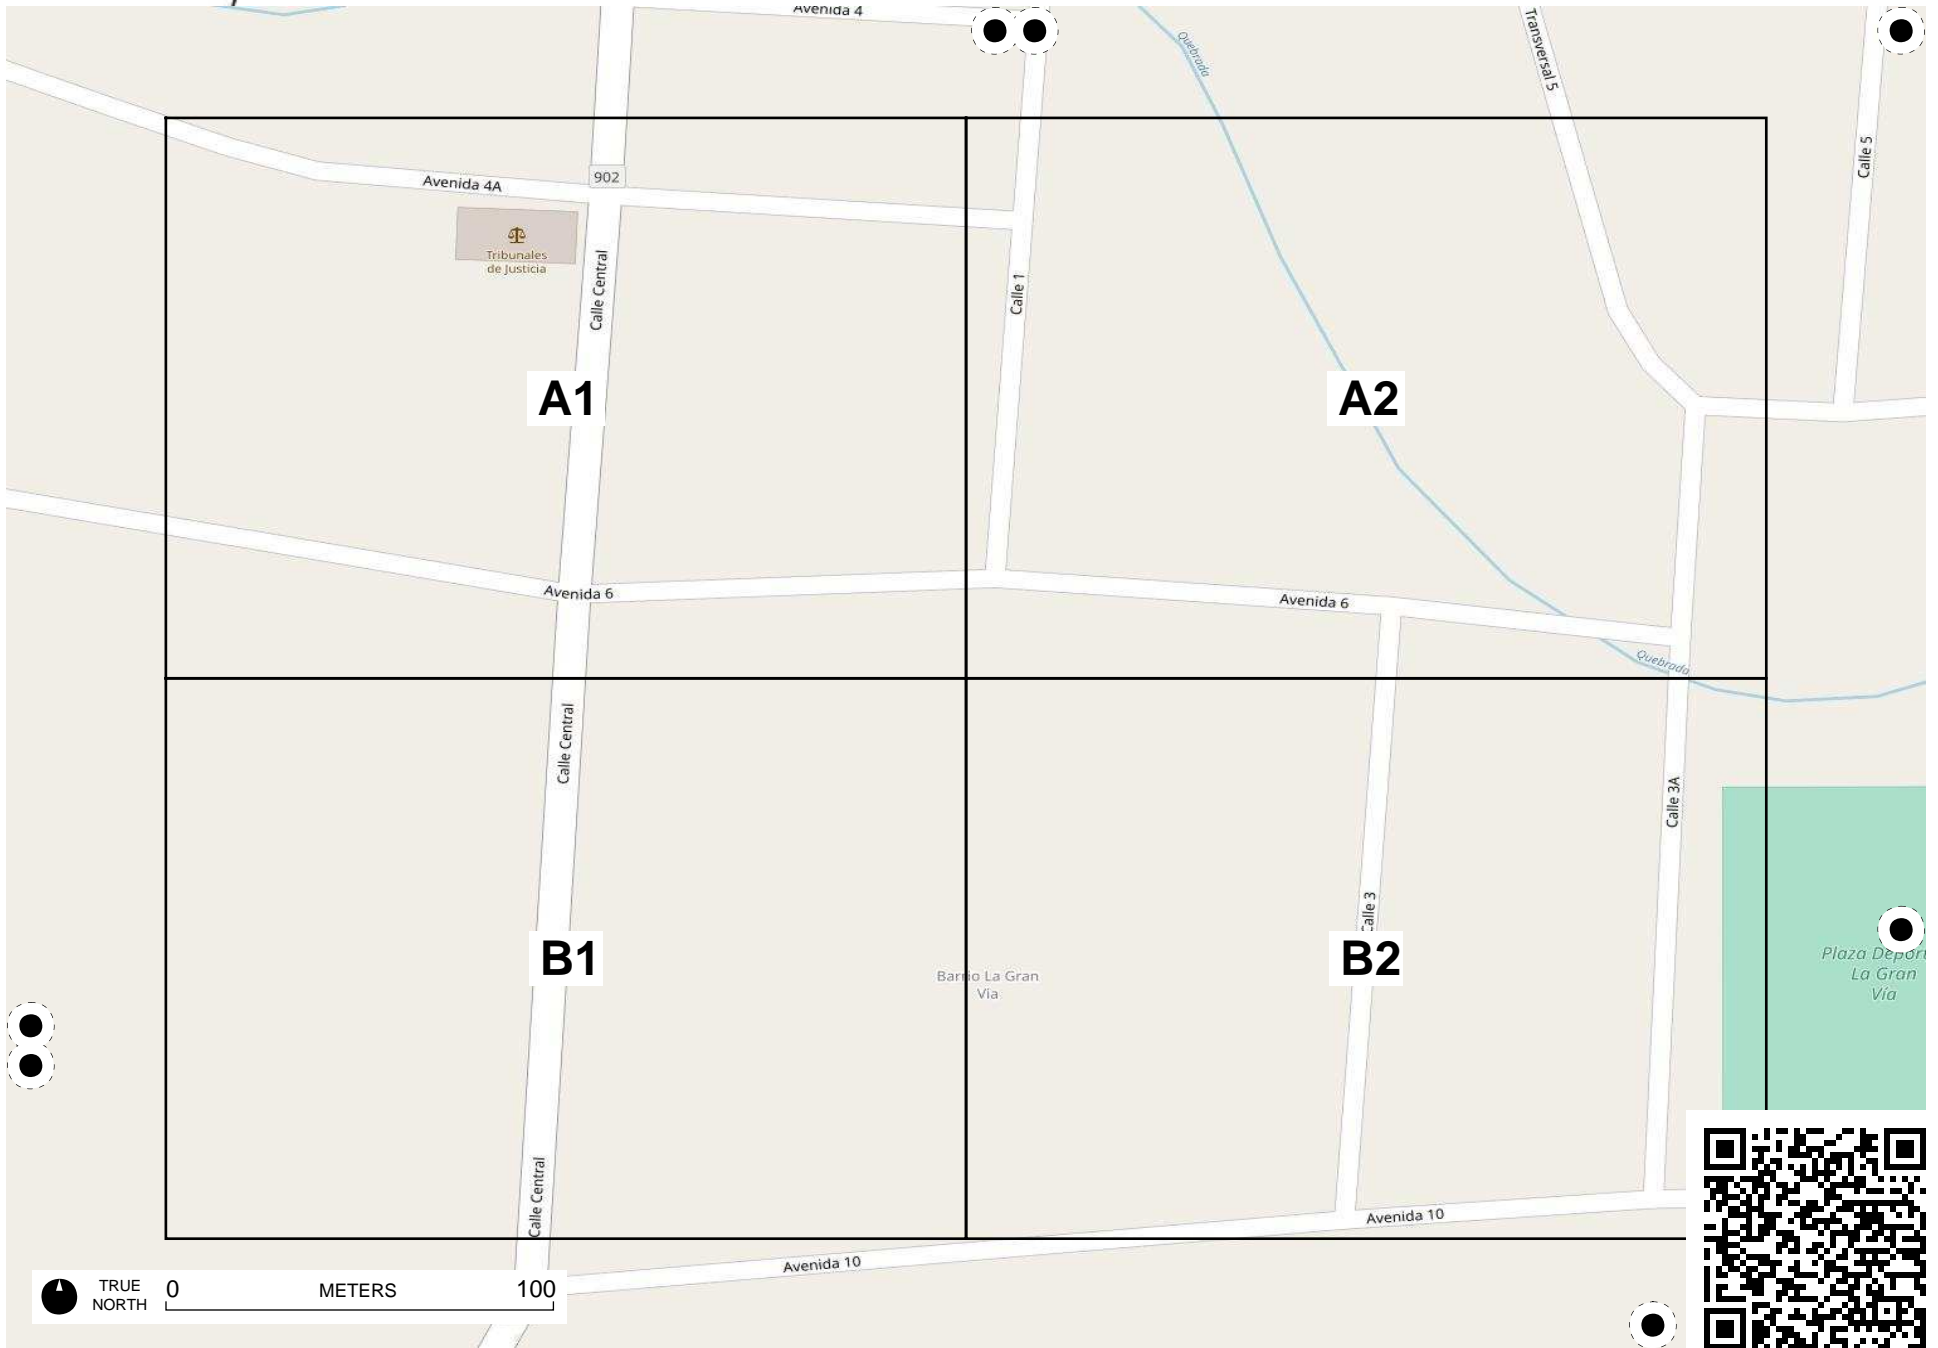 Avenida 4
Quebrada
Transversal 5
Calle 5
902
Avenida 4A
Tribunales
de Justicia
Calle Central
Calle 1
A1
A2
Avenida 6
Avenida 6
Quebrada
Calle Central
Calle 3A
Calle 3
B1
B2
Barrio La Gran
Vía
Plaza Deport
La Gran
Vía
Calle Central
Avenida 10
Avenida 10
TRUE
NORTH
0 METERS 100